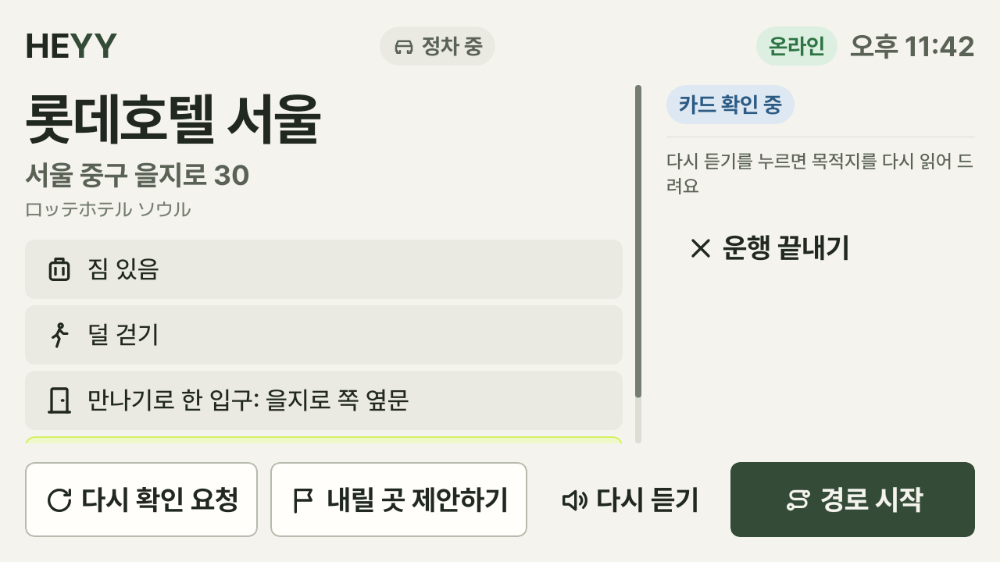 HEYY
정차 중
온라인
오후 11:42
롯데호텔 서울
서울 중구 을지로 30
ロッテホテル ソウル
짐 있음
덜 걷기
만나기로 한 입구: 을지로 쪽 옆문
카드 확인 중
다시 듣기를 누르면 목적지를 다시 읽어 드
려요
운행 끝내기
다시 확인 요청
내릴 곳 제안하기
다시 듣기
경로 시작